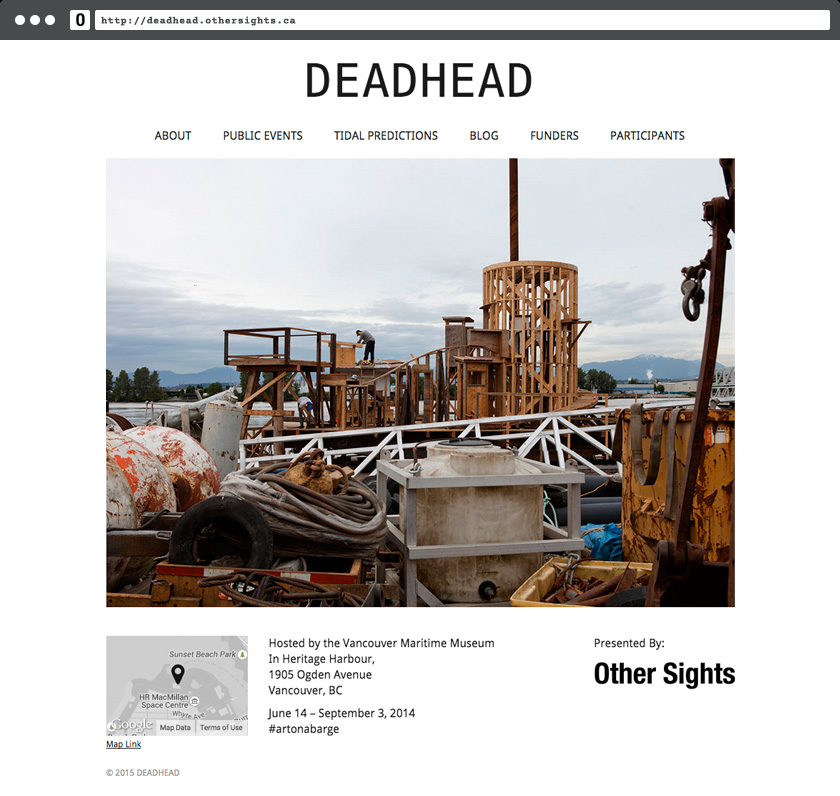 0
http://deadhead.othersights.ca
DEADHEAD
ABOUT PUBLIC EVENTS TIDAL PREDICTIONS BLOG FUNDERS PARTICIPANTS
Sunset Beach Park
HR MacMillan
Space Centre
Whyte Ave
Google Map Data Terms of Use
Map Link
Hosted by the Vancouver Maritime Museum
In Heritage Harbour,
1905 Ogden Avenue
Vancouver, BC
June 14 – September 3, 2014
#artonabarge
Presented By:
Other Sights
© 2015 DEADHEAD